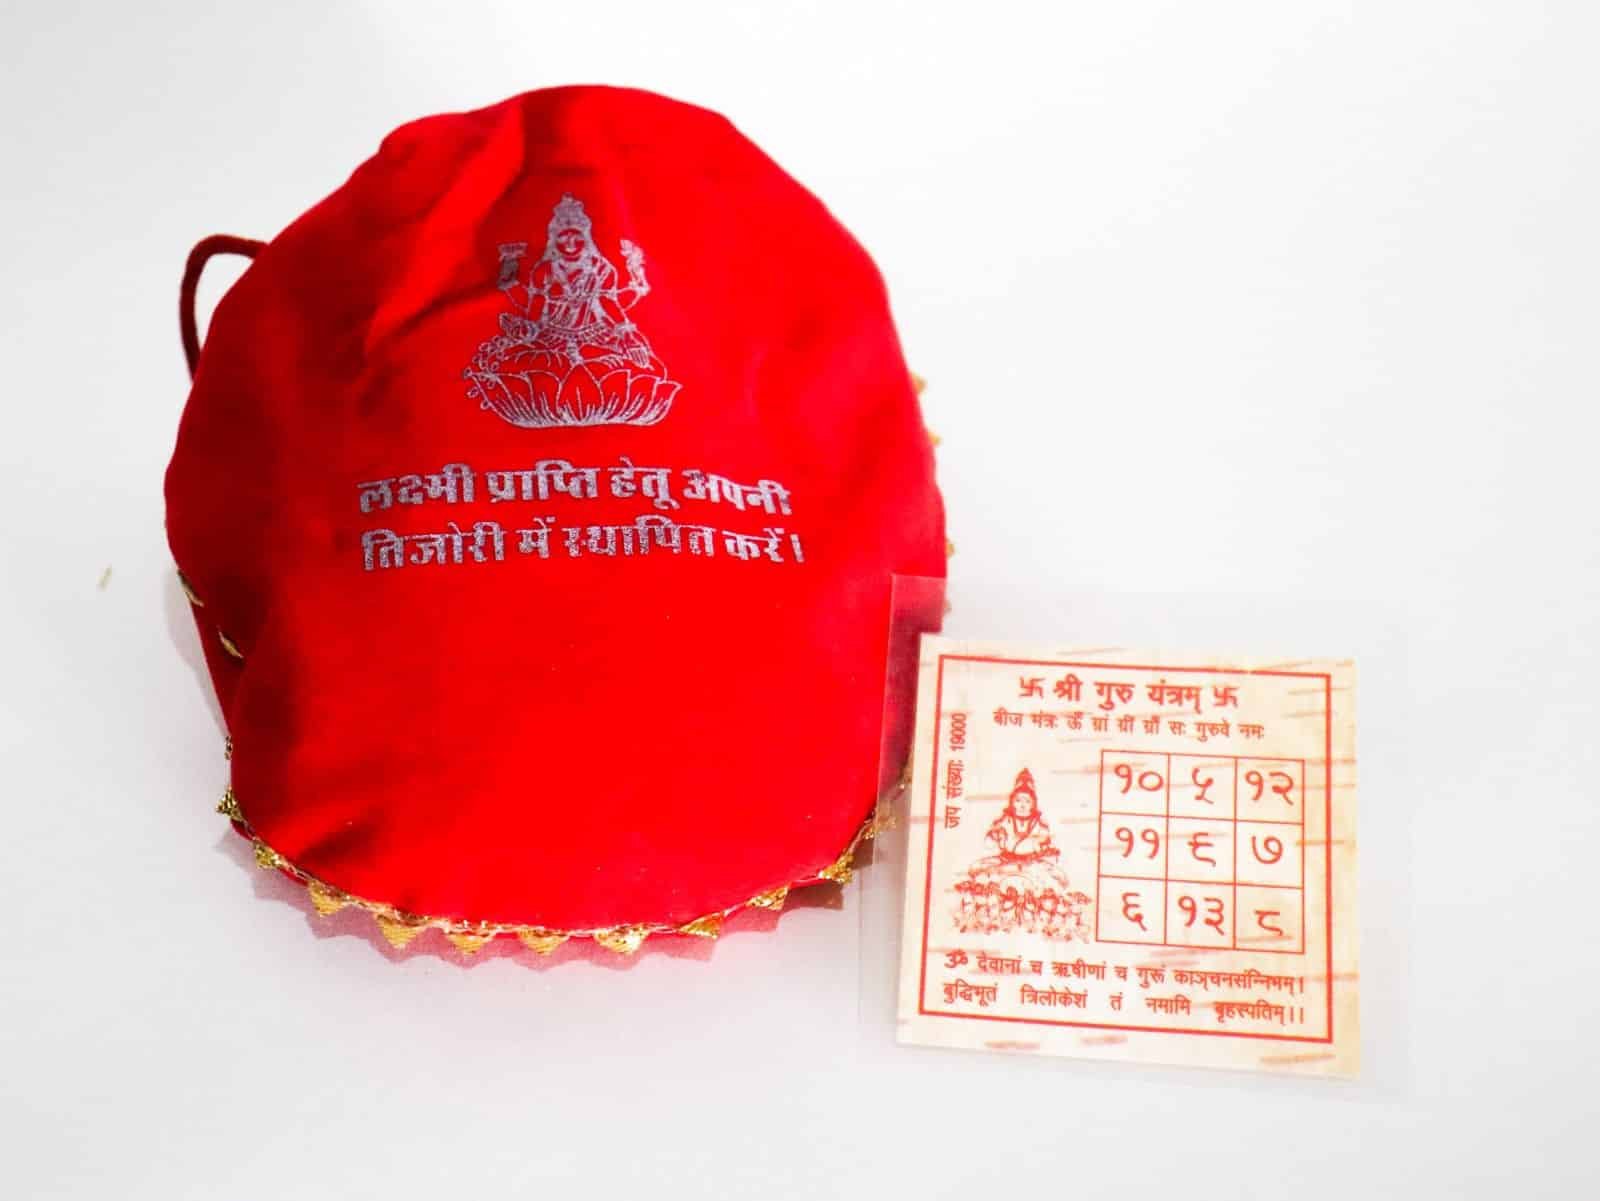 लक्ष्मी प्राप्ति हेतू अपनी
तिजोरी में स्थापित करें।
卐 श्री गुरु यंत्रम् 卐
बीज मंत्रः ऊँ ग्रां ग्रीं ग्रौं सः गुरुवे नमः
जप संख्याः 19000
१० ५ १२
११ ९ ७
६ १३ ८
ॐ देवानां च ऋषीणां च गुरूं काञ्चनसंन्निभम्।
बुद्धिभूतं त्रिलोकेशं तं नमामि बृहस्पतिम्।।